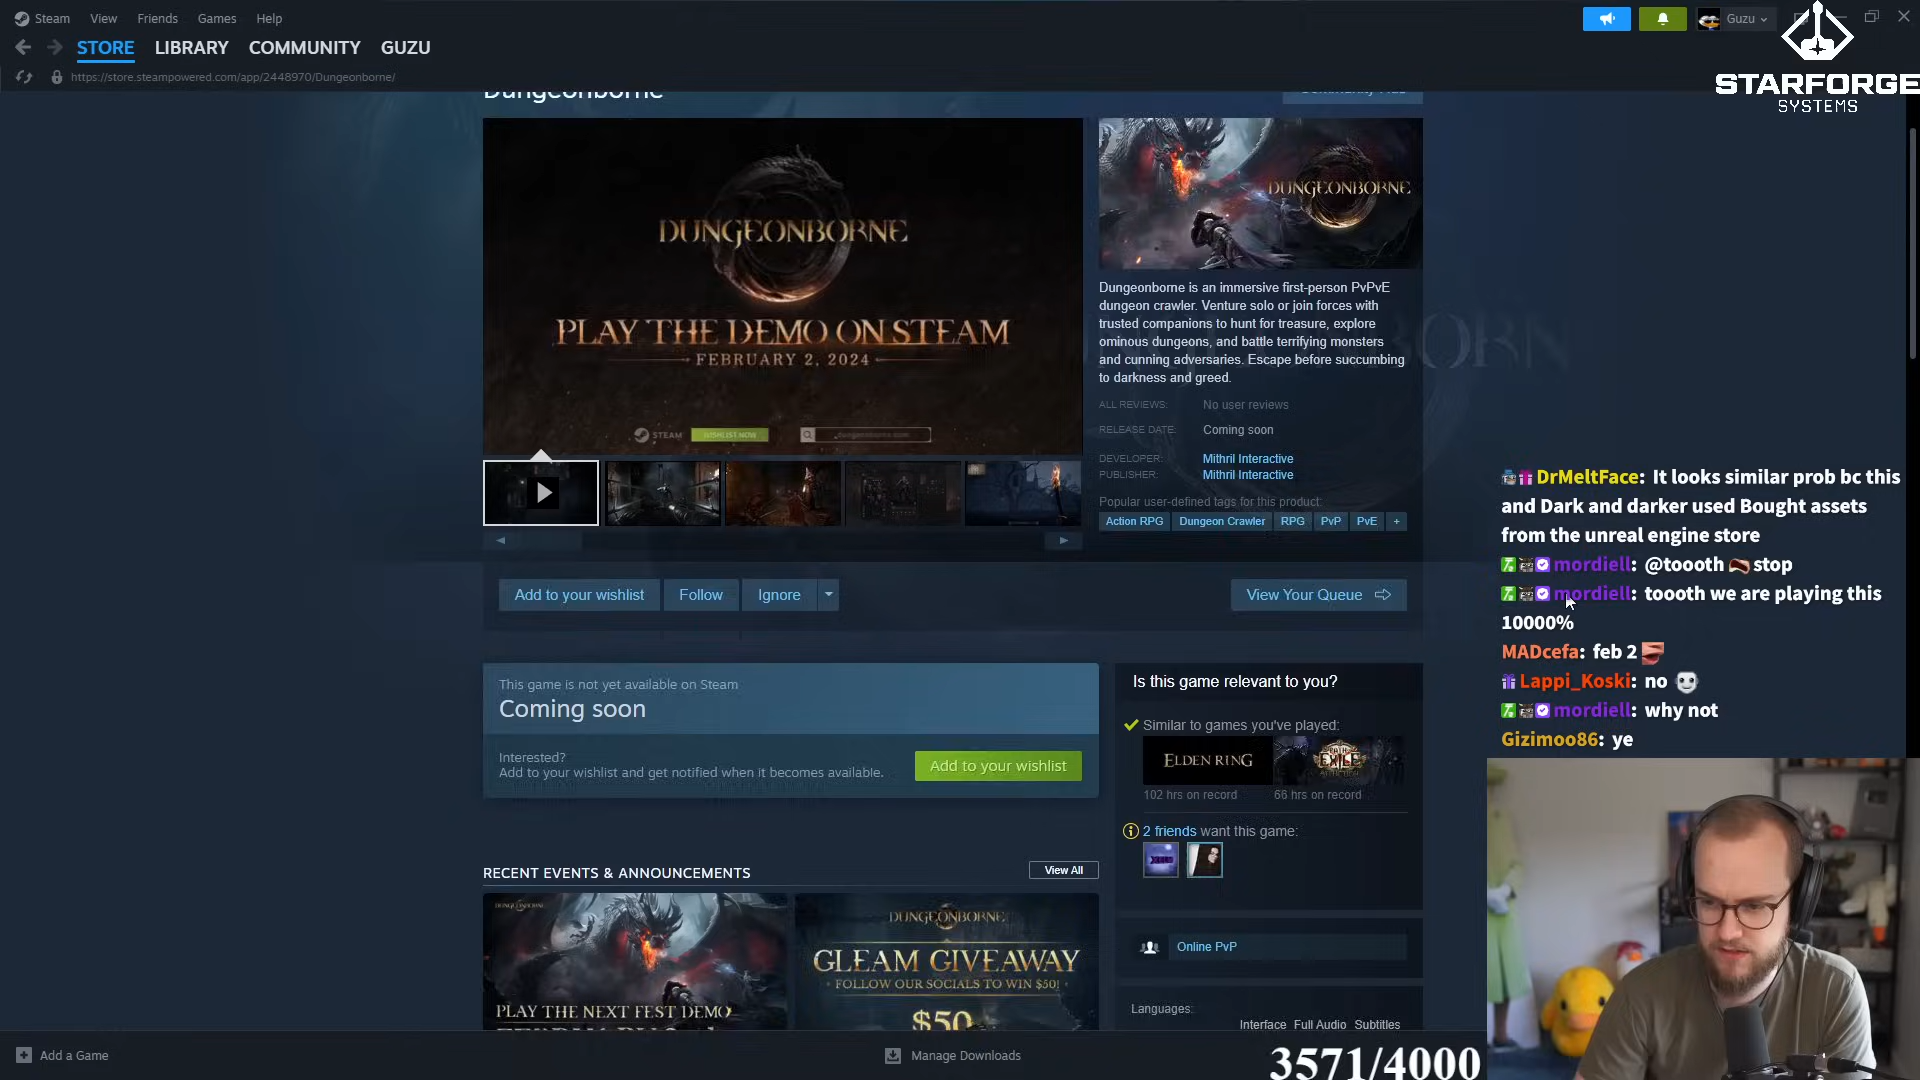 Steam View Friends Games Help
Guzu
STORE LIBRARY COMMUNITY GUZU
https://store.steampowered.com/app/2448970/Dungeonborne/
STARFORGE
SYSTEMS
Dungeonborne
Community Hub
DUNGEONBORNE
PLAY THE DEMO ON STEAM
FEBRUARY 2, 2024
STEAM WISHLIST NOW
DUNGEONBORNE
Dungeonborne is an immersive first-person PvPvE
dungeon crawler. Venture solo or join forces with
trusted companions to hunt for treasure, explore
ominous dungeons, and battle terrifying monsters
and cunning adversaries. Escape before succumbing
to darkness and greed.
ALL REVIEWS: No user reviews
RELEASE DATE: Coming soon
DEVELOPER: Mithril Interactive
PUBLISHER: Mithril Interactive
Popular user-defined tags for this product:
Action RPG Dungeon Crawler RPG PvP PvE +
Add to your wishlist Follow Ignore View Your Queue
This game is not yet available on Steam
Coming soon
Interested?
Add to your wishlist and get notified when it becomes available.
Add to your wishlist
Is this game relevant to you?
Similar to games you've played:
ELDEN RING
PATH OF EXILE
AFFLICTION
102 hrs on record 66 hrs on record
2 friends want this game:
RECENT EVENTS & ANNOUNCEMENTS View All
DUNGEONBORNE
PLAY THE NEXT FEST DEMO
DUNGEONBORNE
GLEAM GIVEAWAY
FOLLOW OUR SOCIALS TO WIN $50!
$50
Online PvP
Languages:
Interface Full Audio Subtitles
DrMeltFace: It looks similar prob bc this
and Dark and darker used Bought assets
from the unreal engine store
mordiell: @toooth stop
mordiell: toooth we are playing this
10000%
MADcefa: feb 2
Lappi_Koski: no
mordiell: why not
Gizimoo86: ye
Add a Game
Manage Downloads
3571/4000